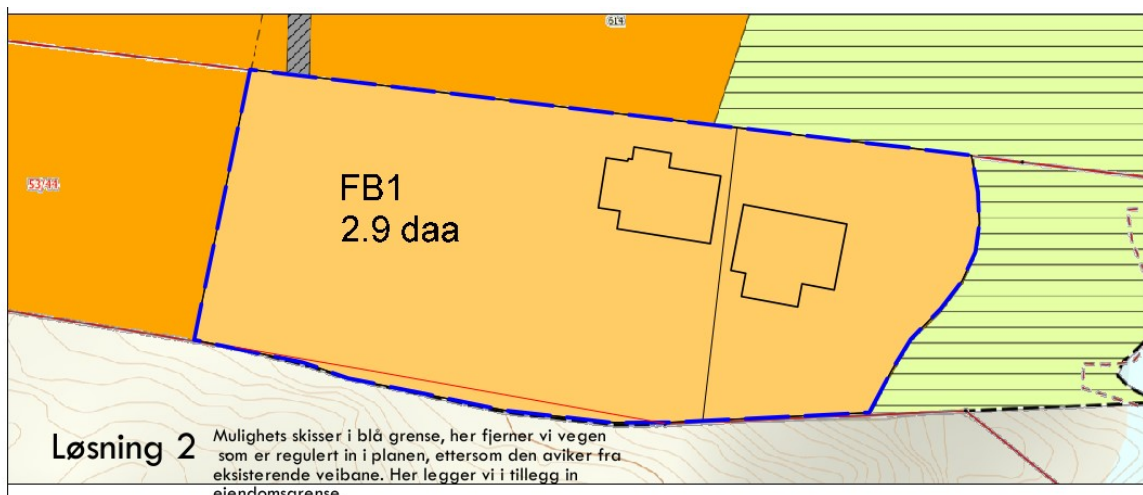 614
53/44
FB1
2.9 daa
Løsning 2
Mulighets skisser i blå grense, her fjerner vi vegen
som er regulert in i planen, ettersom den aviker fra
eksisterende veibane. Her legger vi i tillegg in
eiendomsgrense